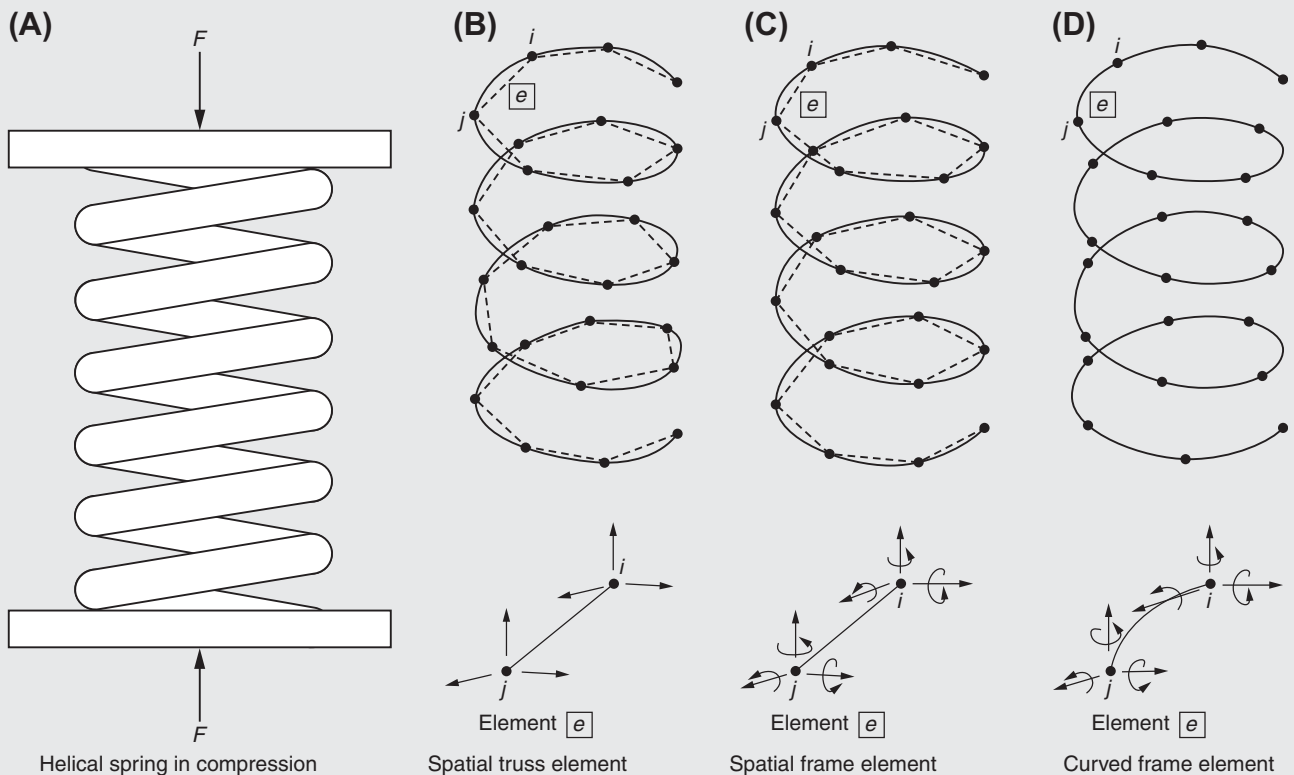 (A)
F
F
Helical spring in compression
(B)
i
e
j
i
j
Element e
Spatial truss element
(C)
i
e
j
i
j
Element e
Spatial frame element
(D)
i
e
j
i
j
Element e
Curved frame element